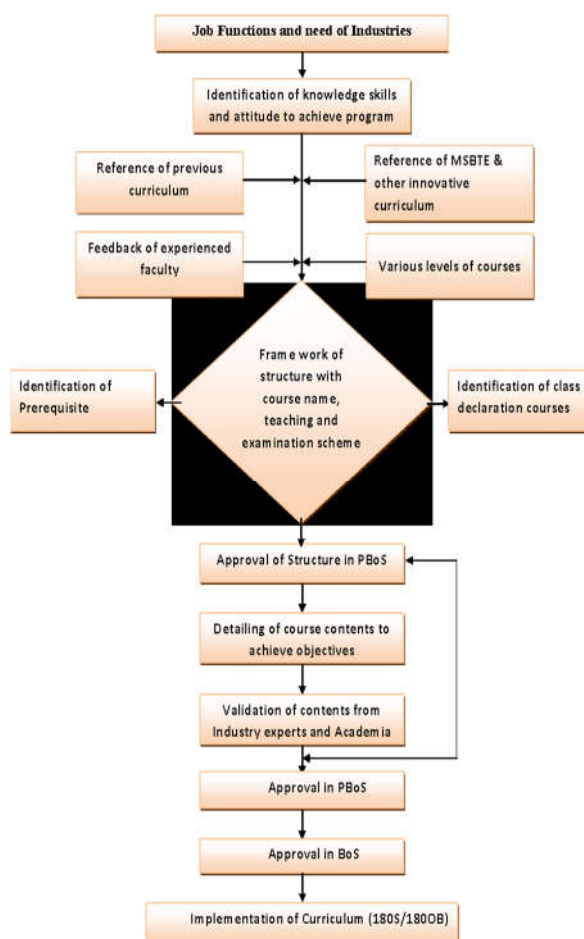 Job Functions and need of Industries
Identification of knowledge skills
and attitude to achieve program
Reference of previous
curriculum
Reference of MSBTE &
other innovative
curriculum
Feedback of experienced
faculty
Various levels of courses
Frame work of
structure with
course name,
teaching and
examination scheme
Identification of
Prerequisite
Identification of class
declaration courses
Approval of Structure in PBoS
Detailing of course contents to
achieve objectives
Validation of contents from
Industry experts and Academia
Approval in PBoS
Approval in BoS
Implementation of Curriculum (180S/180OB)